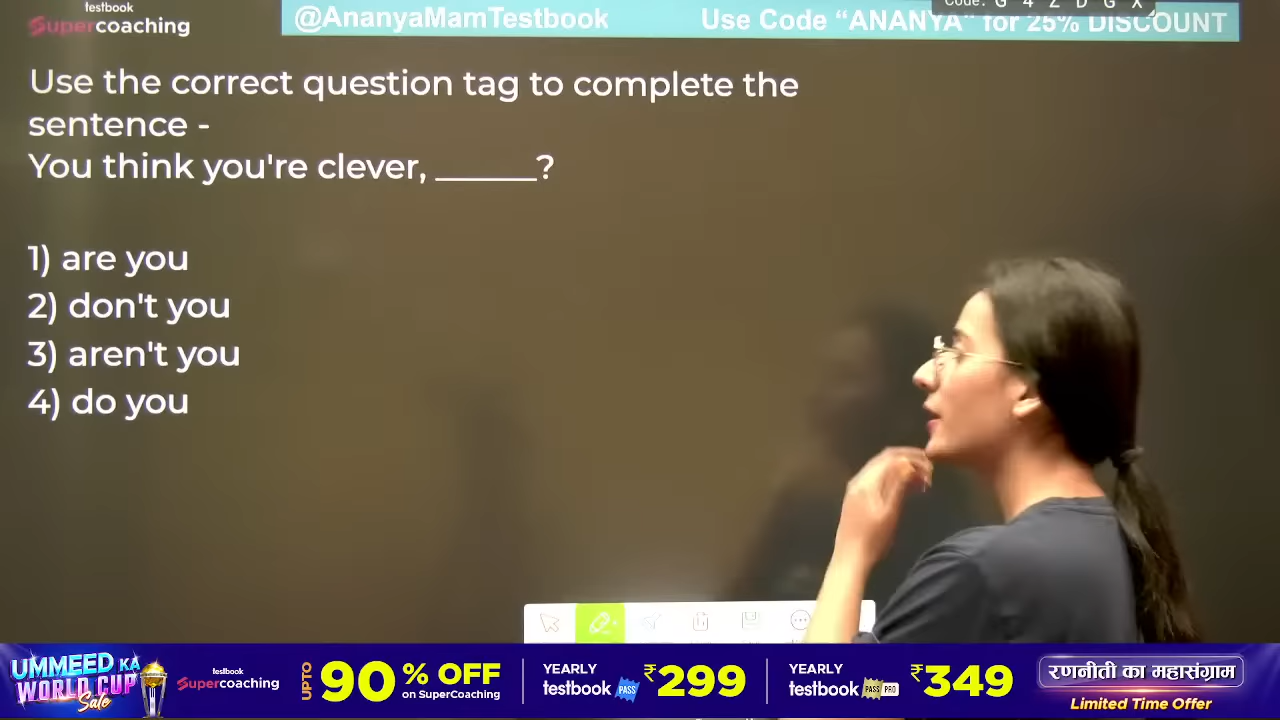 testbook
Supercoaching
@AnanyaMamTestbook
Use Code “ANANYA” for 25% DISCOUNT
Code: G 4 Z D G X
Use the correct question tag to complete the
sentence -
You think you're clever, ______?
1) are you
2) don't you
3) aren't you
4) do you
UMMEED KA
WORLD CUP
Sale
testbook
Supercoaching
UPTO 90% OFF
on SuperCoaching
YEARLY
testbook PASS
₹299
YEARLY
testbook PASS PRO
₹349
रणनीती का महासंग्राम
Limited Time Offer